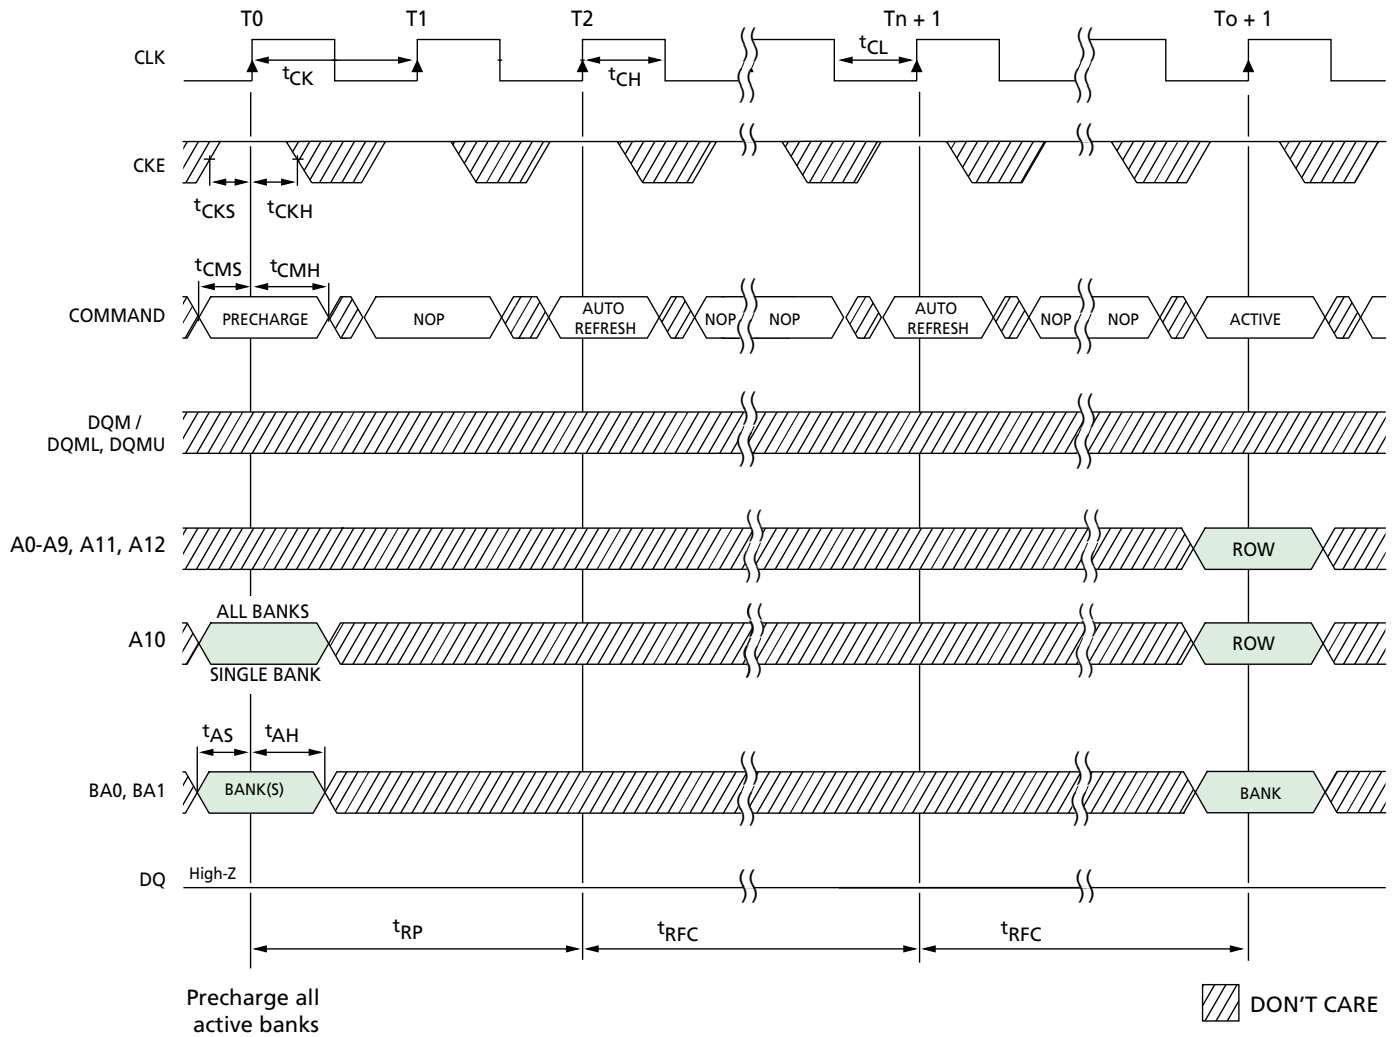 T0 T1 T2 Tn + 1 To + 1
CLK
tCK tCH tCL
CKE
tCKS tCKH
tCMS tCMH
COMMAND PRECHARGE NOP AUTO REFRESH NOP NOP AUTO REFRESH NOP NOP ACTIVE
DQM /
DQML, DQMU
A0-A9, A11, A12 ROW
ALL BANKS
A10 ROW
SINGLE BANK
tAS tAH
BA0, BA1 BANK(S) BANK
DQ High-Z
tRP tRFC tRFC
Precharge all
active banks
DON'T CARE